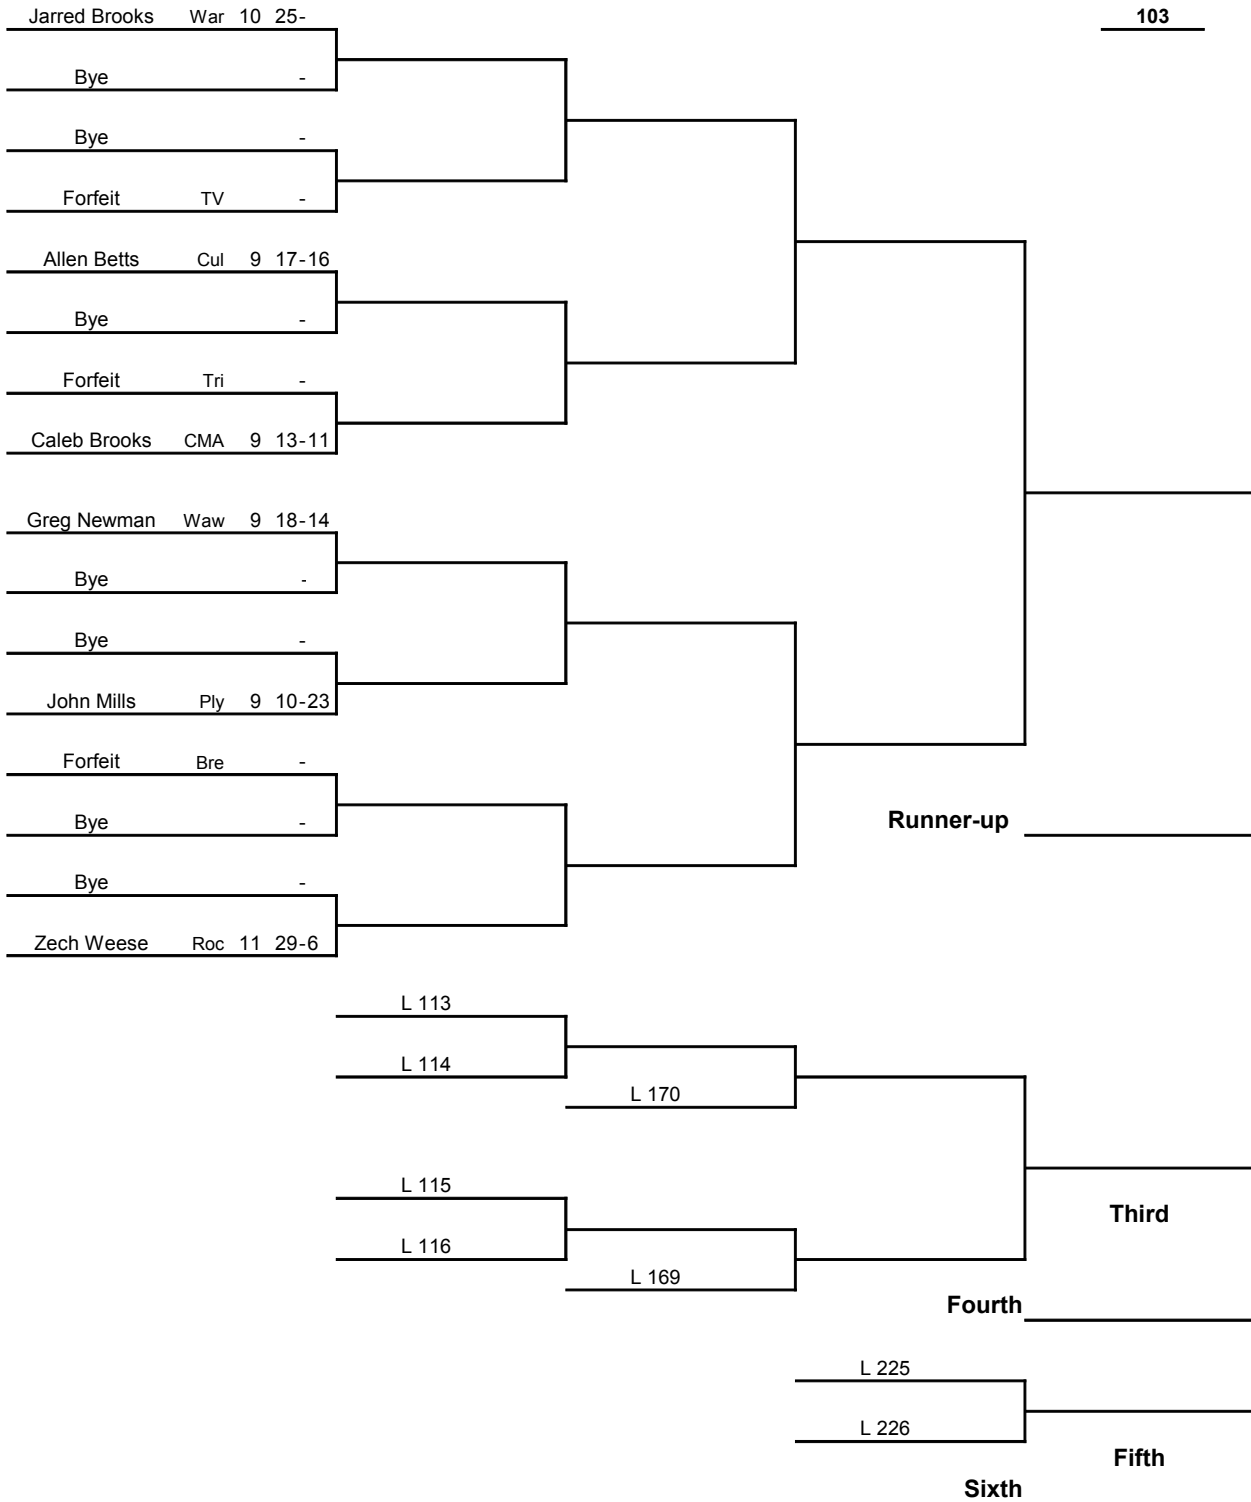 Jarred Brooks War 10 25-
103
Bye -
Bye -
Forfeit TV -
Allen Betts Cul 9 17-16
Bye -
Forfeit Tri -
Caleb Brooks CMA 9 13-11
Greg Newman Waw 9 18-14
Bye -
Bye -
John Mills Ply 9 10-23
Forfeit Bre -
Bye -
Runner-up
Bye -
Zech Weese Roc 11 29-6
L 113
L 114
L 170
L 115
Third
L 116
L 169
Fourth
L 225
L 226
Fifth
Sixth